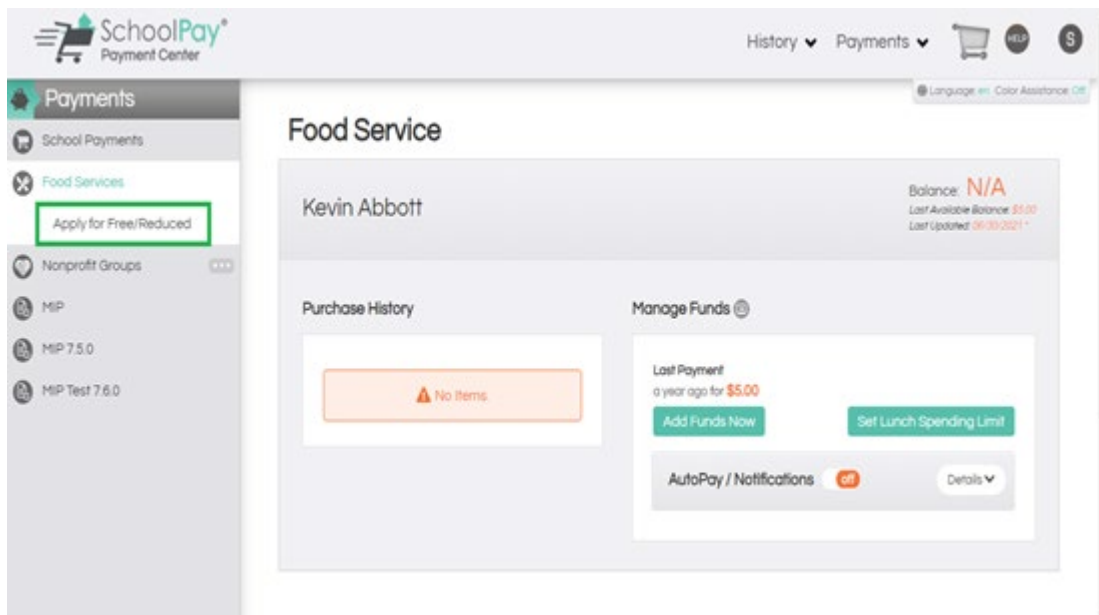 SchoolPay®
Payment Center
History
Payments
HELP
S
Language: en Color Assistance: Off
Payments
School Payments
Food Services
Apply for Free/Reduced
Nonprofit Groups
MIP
MIP 7.5.0
MIP Test 7.6.0
Food Service
Kevin Abbott
Balance: N/A
Last Available Balance: $5.00
Last Updated: 06/30/2021 *
Purchase History
No Items
Manage Funds
Last Payment
a year ago for $5.00
Add Funds Now
Set Lunch Spending Limit
AutoPay / Notifications
off
Details